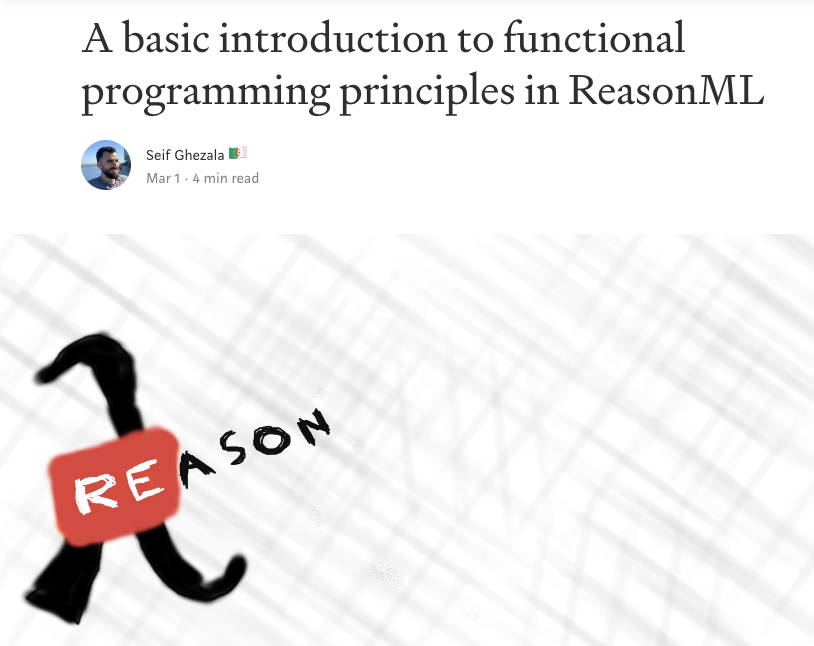 A basic introduction to functional
programming principles in ReasonML
Seif Ghezala 🇩🇿
Mar 1 · 4 min read
REASON